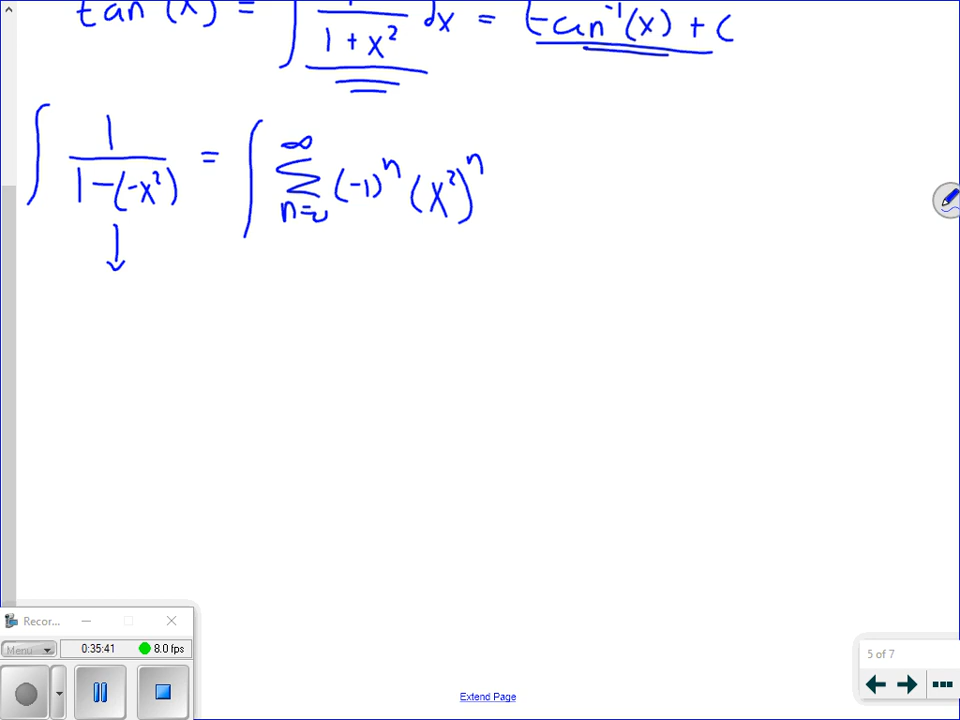 tan⁻¹(x) = ∫ 1/(1 + x²) dx = tan⁻¹(x) + C
∫ 1/(1-(-x²)) = ∫ ∑_{n=0}^{∞} (-1)ⁿ (x²)ⁿ
Recor...
Menu 0:35:41 8.0 fps
5 of 7
Extend Page